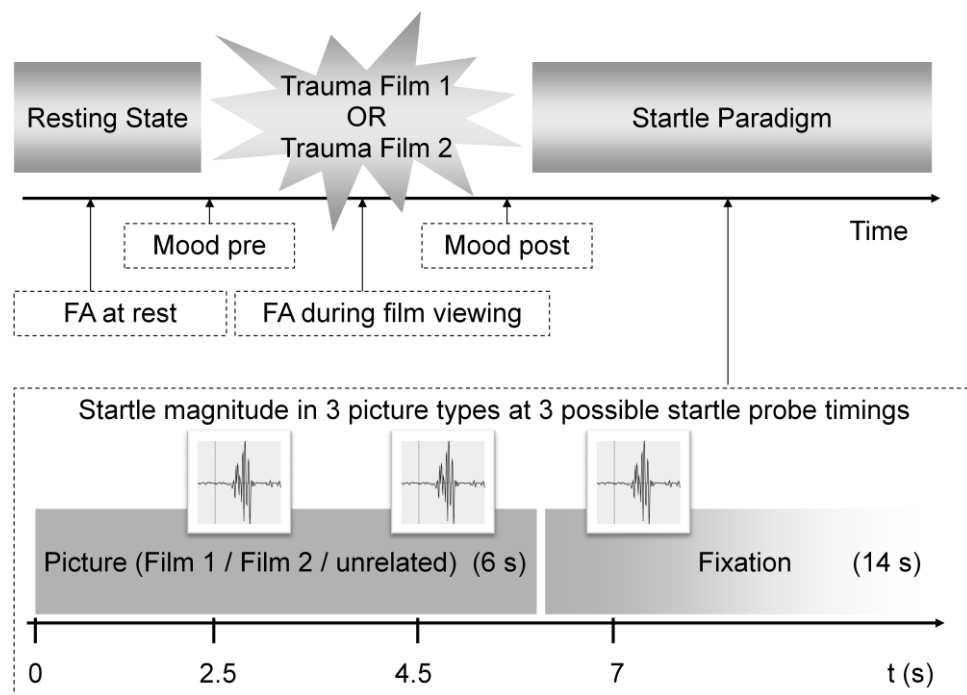 Resting State
Trauma Film 1
OR
Trauma Film 2
Startle Paradigm
Time
Mood pre
Mood post
FA at rest
FA during film viewing
Startle magnitude in 3 picture types at 3 possible startle probe timings
Picture (Film 1 / Film 2 / unrelated) (6 s)
Fixation (14 s)
0 2.5 4.5 7 t (s)